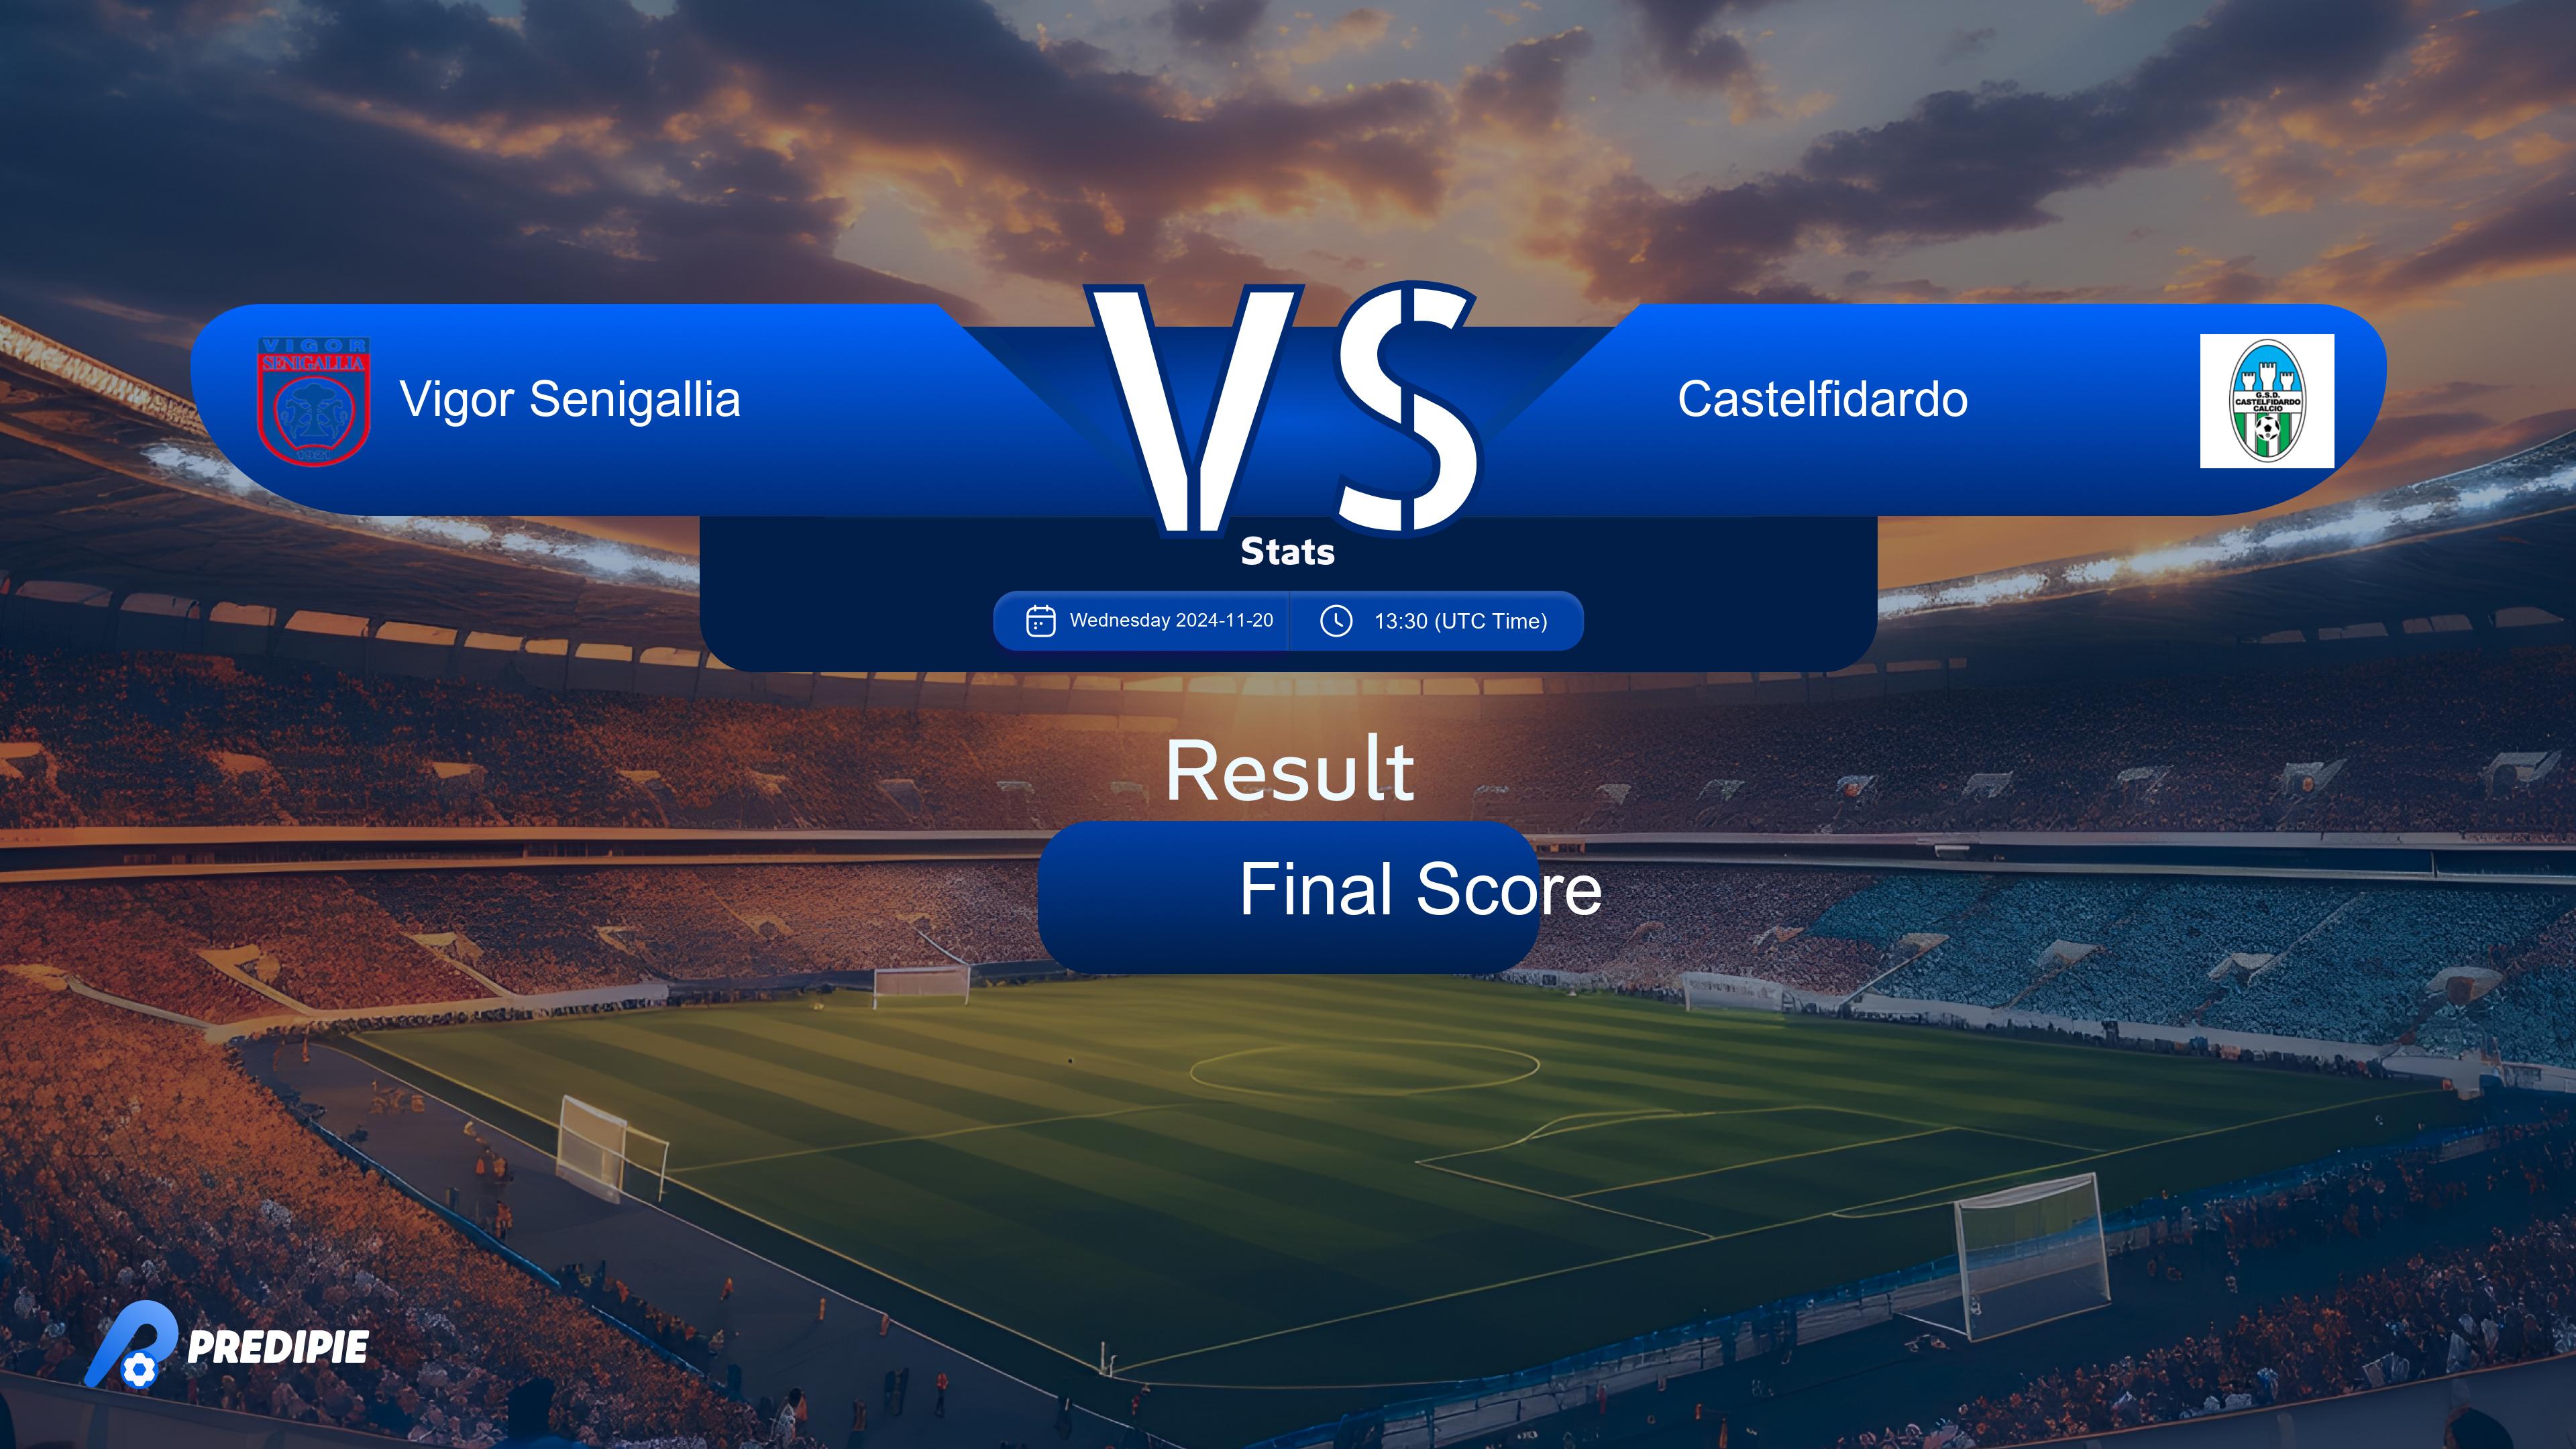 VIGOR
SENIGALLIA
1921
Vigor Senigallia
VS
Castelfidardo
G.S.D.
CASTELFIDARDO
CALCIO
Stats
Wednesday 2024-11-20
13:30 (UTC Time)
Result
Final Score
PREDIPIE